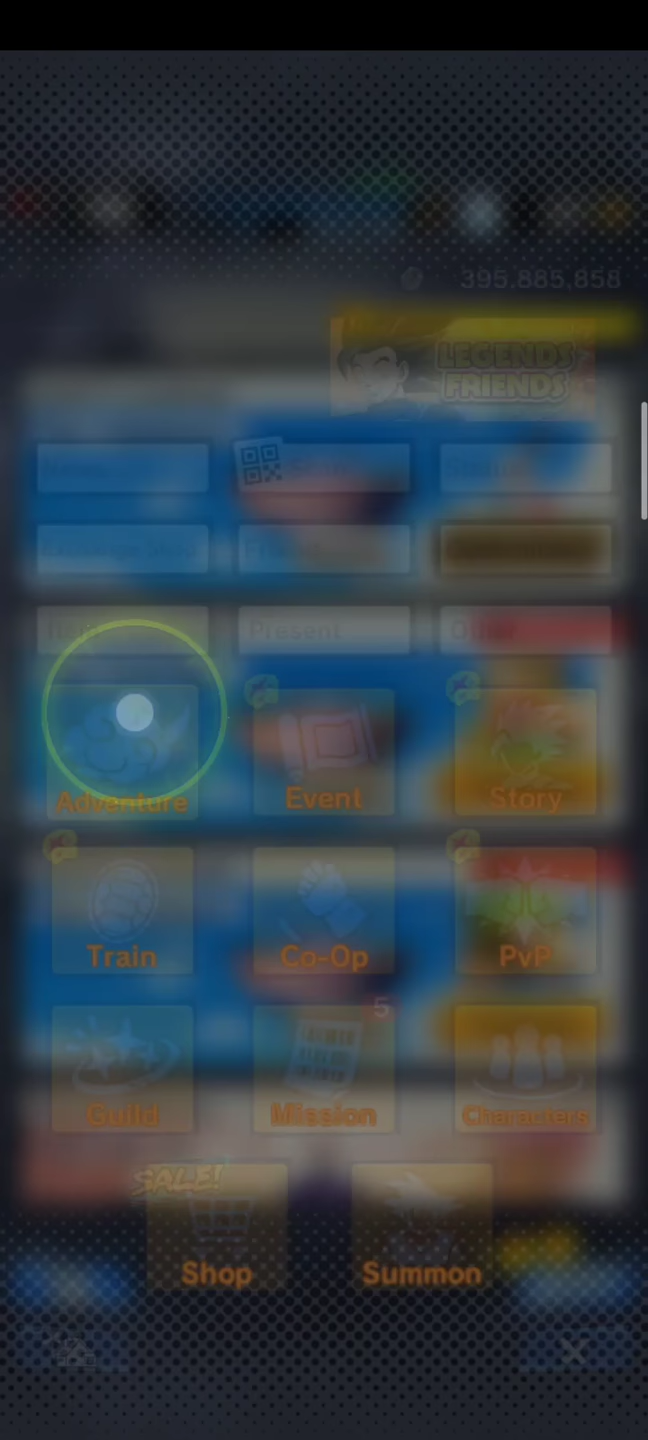 395,885,858
LEGENDS
FRIENDS
Present
Adventure
Event
Story
Train
Co-Op
PvP
5
Guild
Mission
Characters
SALE!
Shop
Summon